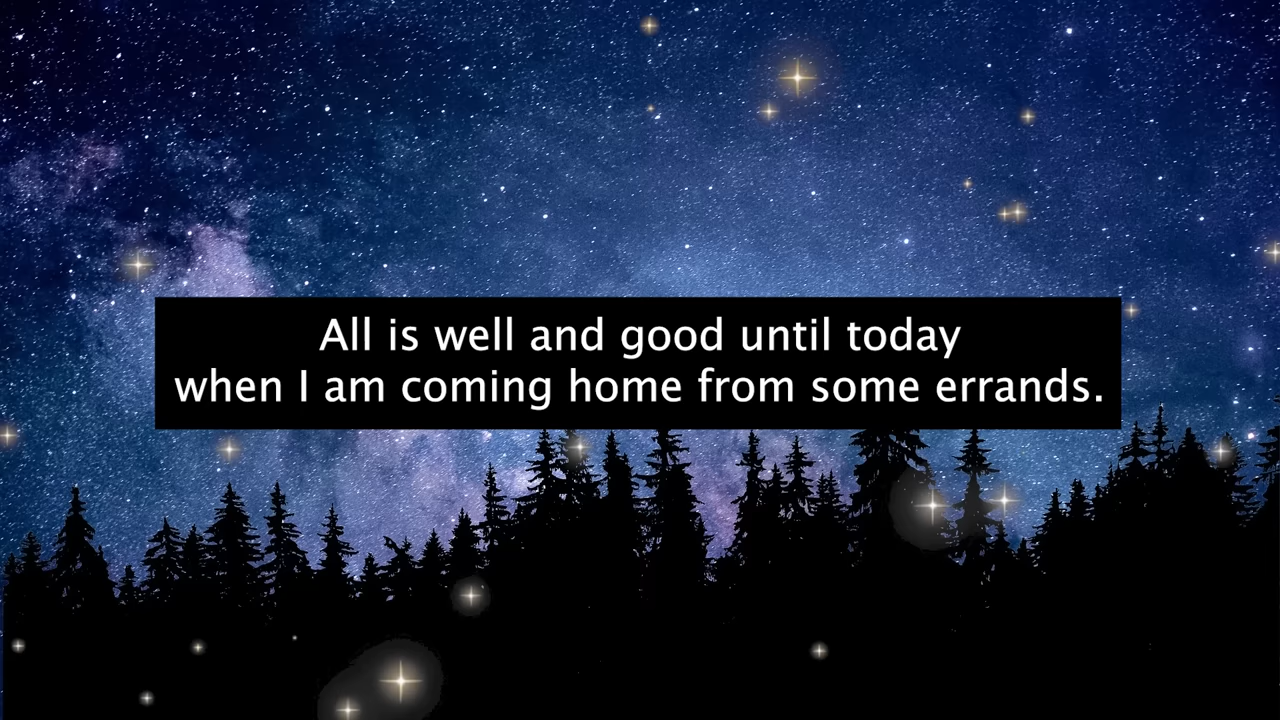 All is well and good until today
when I am coming home from some errands.